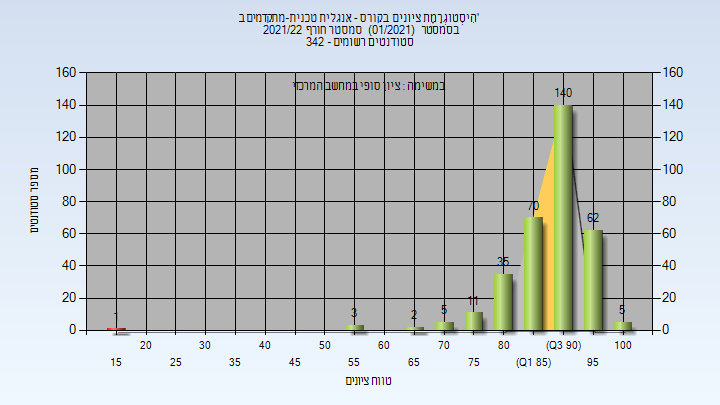 הִיסְטוֹגְרָמַת ציונים בקורס - אנגלית טכנית-מתקדמים ב'
בסמסטר (01/2021) סמסטר חורף 2021/22
סטודנטים רשומים - 342
במשימה : ציון סופי במחשב המרכזי
מספר סטודנטים
160 160
140 140
120 120
100 100
80 80
60 60
40 40
20 20
0 0
1 3 2 5 11 35 70 140 62 5
20 30 40 50 60 70 80 (Q3 90) 100
15 25 35 45 55 65 75 (Q1 85) 95
טווח ציונים